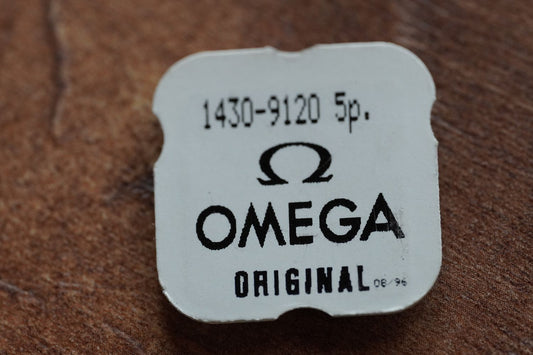 1430-9120 5p.
Ω
OMEGA
ORIGINAL 08/96